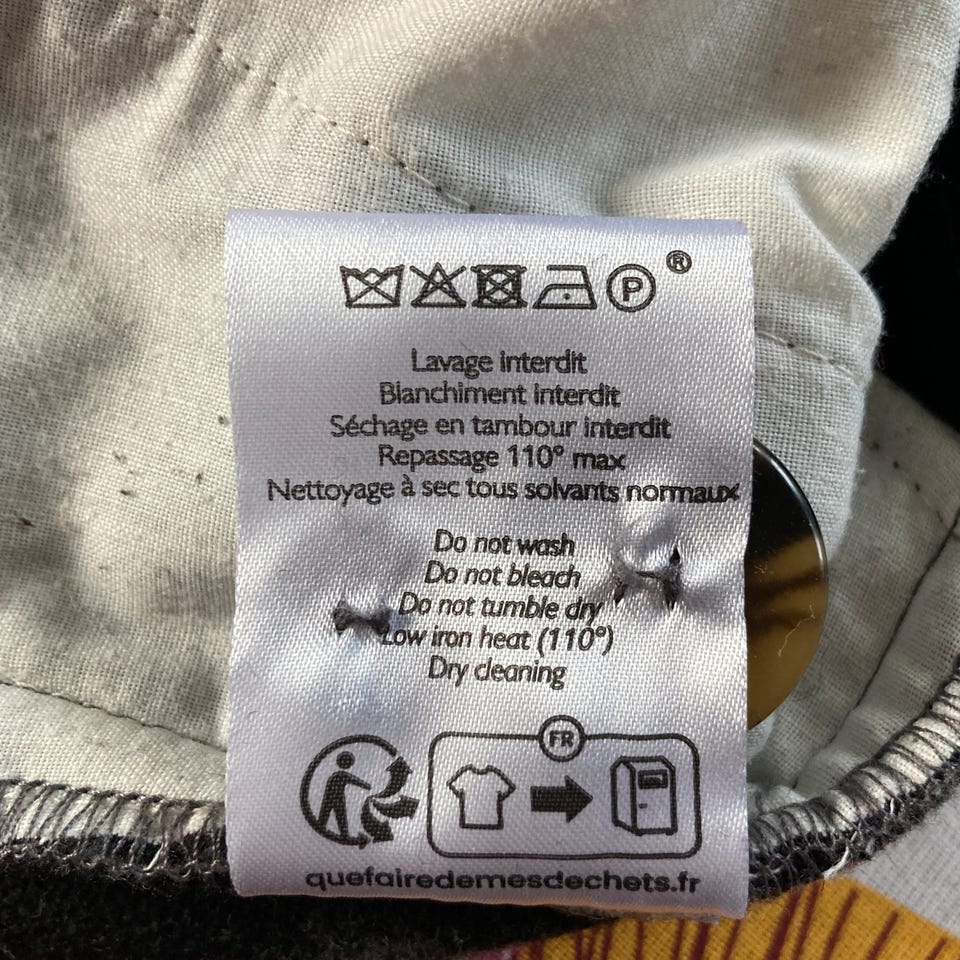 P ®
Lavage interdit
Blanchiment interdit
Séchage en tambour interdit
Repassage 110° max
Nettoyage à sec tous solvants normaux
Do not wash
Do not bleach
Do not tumble dry
Low iron heat (110°)
Dry cleaning
FR
quefairedemesdechets.fr